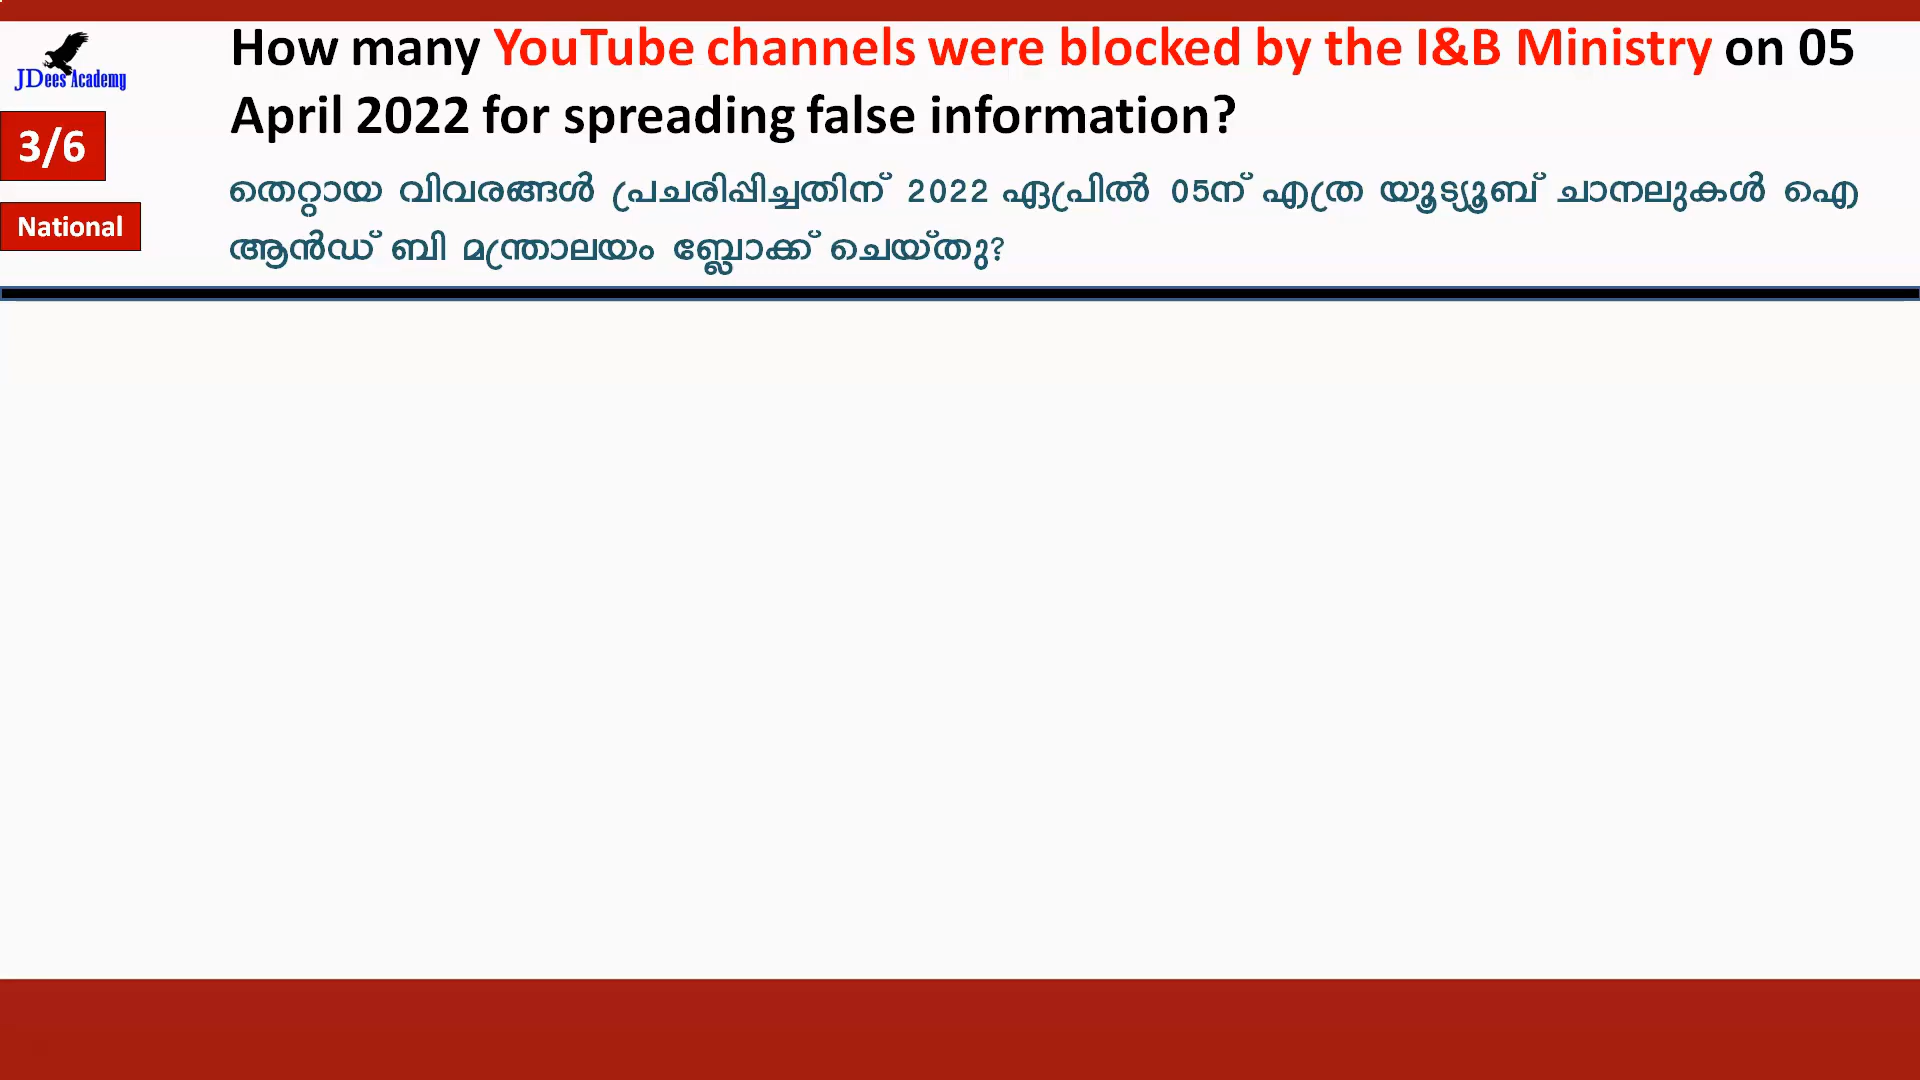 JDees Academy
3/6
National
How many YouTube channels were blocked by the I&B Ministry on 05
April 2022 for spreading false information?
തെറ്റായ വിവരങ്ങൾ പ്രചരിപ്പിച്ചതിന് 2022 ഏപ്രിൽ 05ന് എത്ര യൂട്യൂബ് ചാനലുകൾ ഐ
ആൻഡ് ബി മന്ത്രാലയം ബ്ലോക്ക് ചെയ്തു?